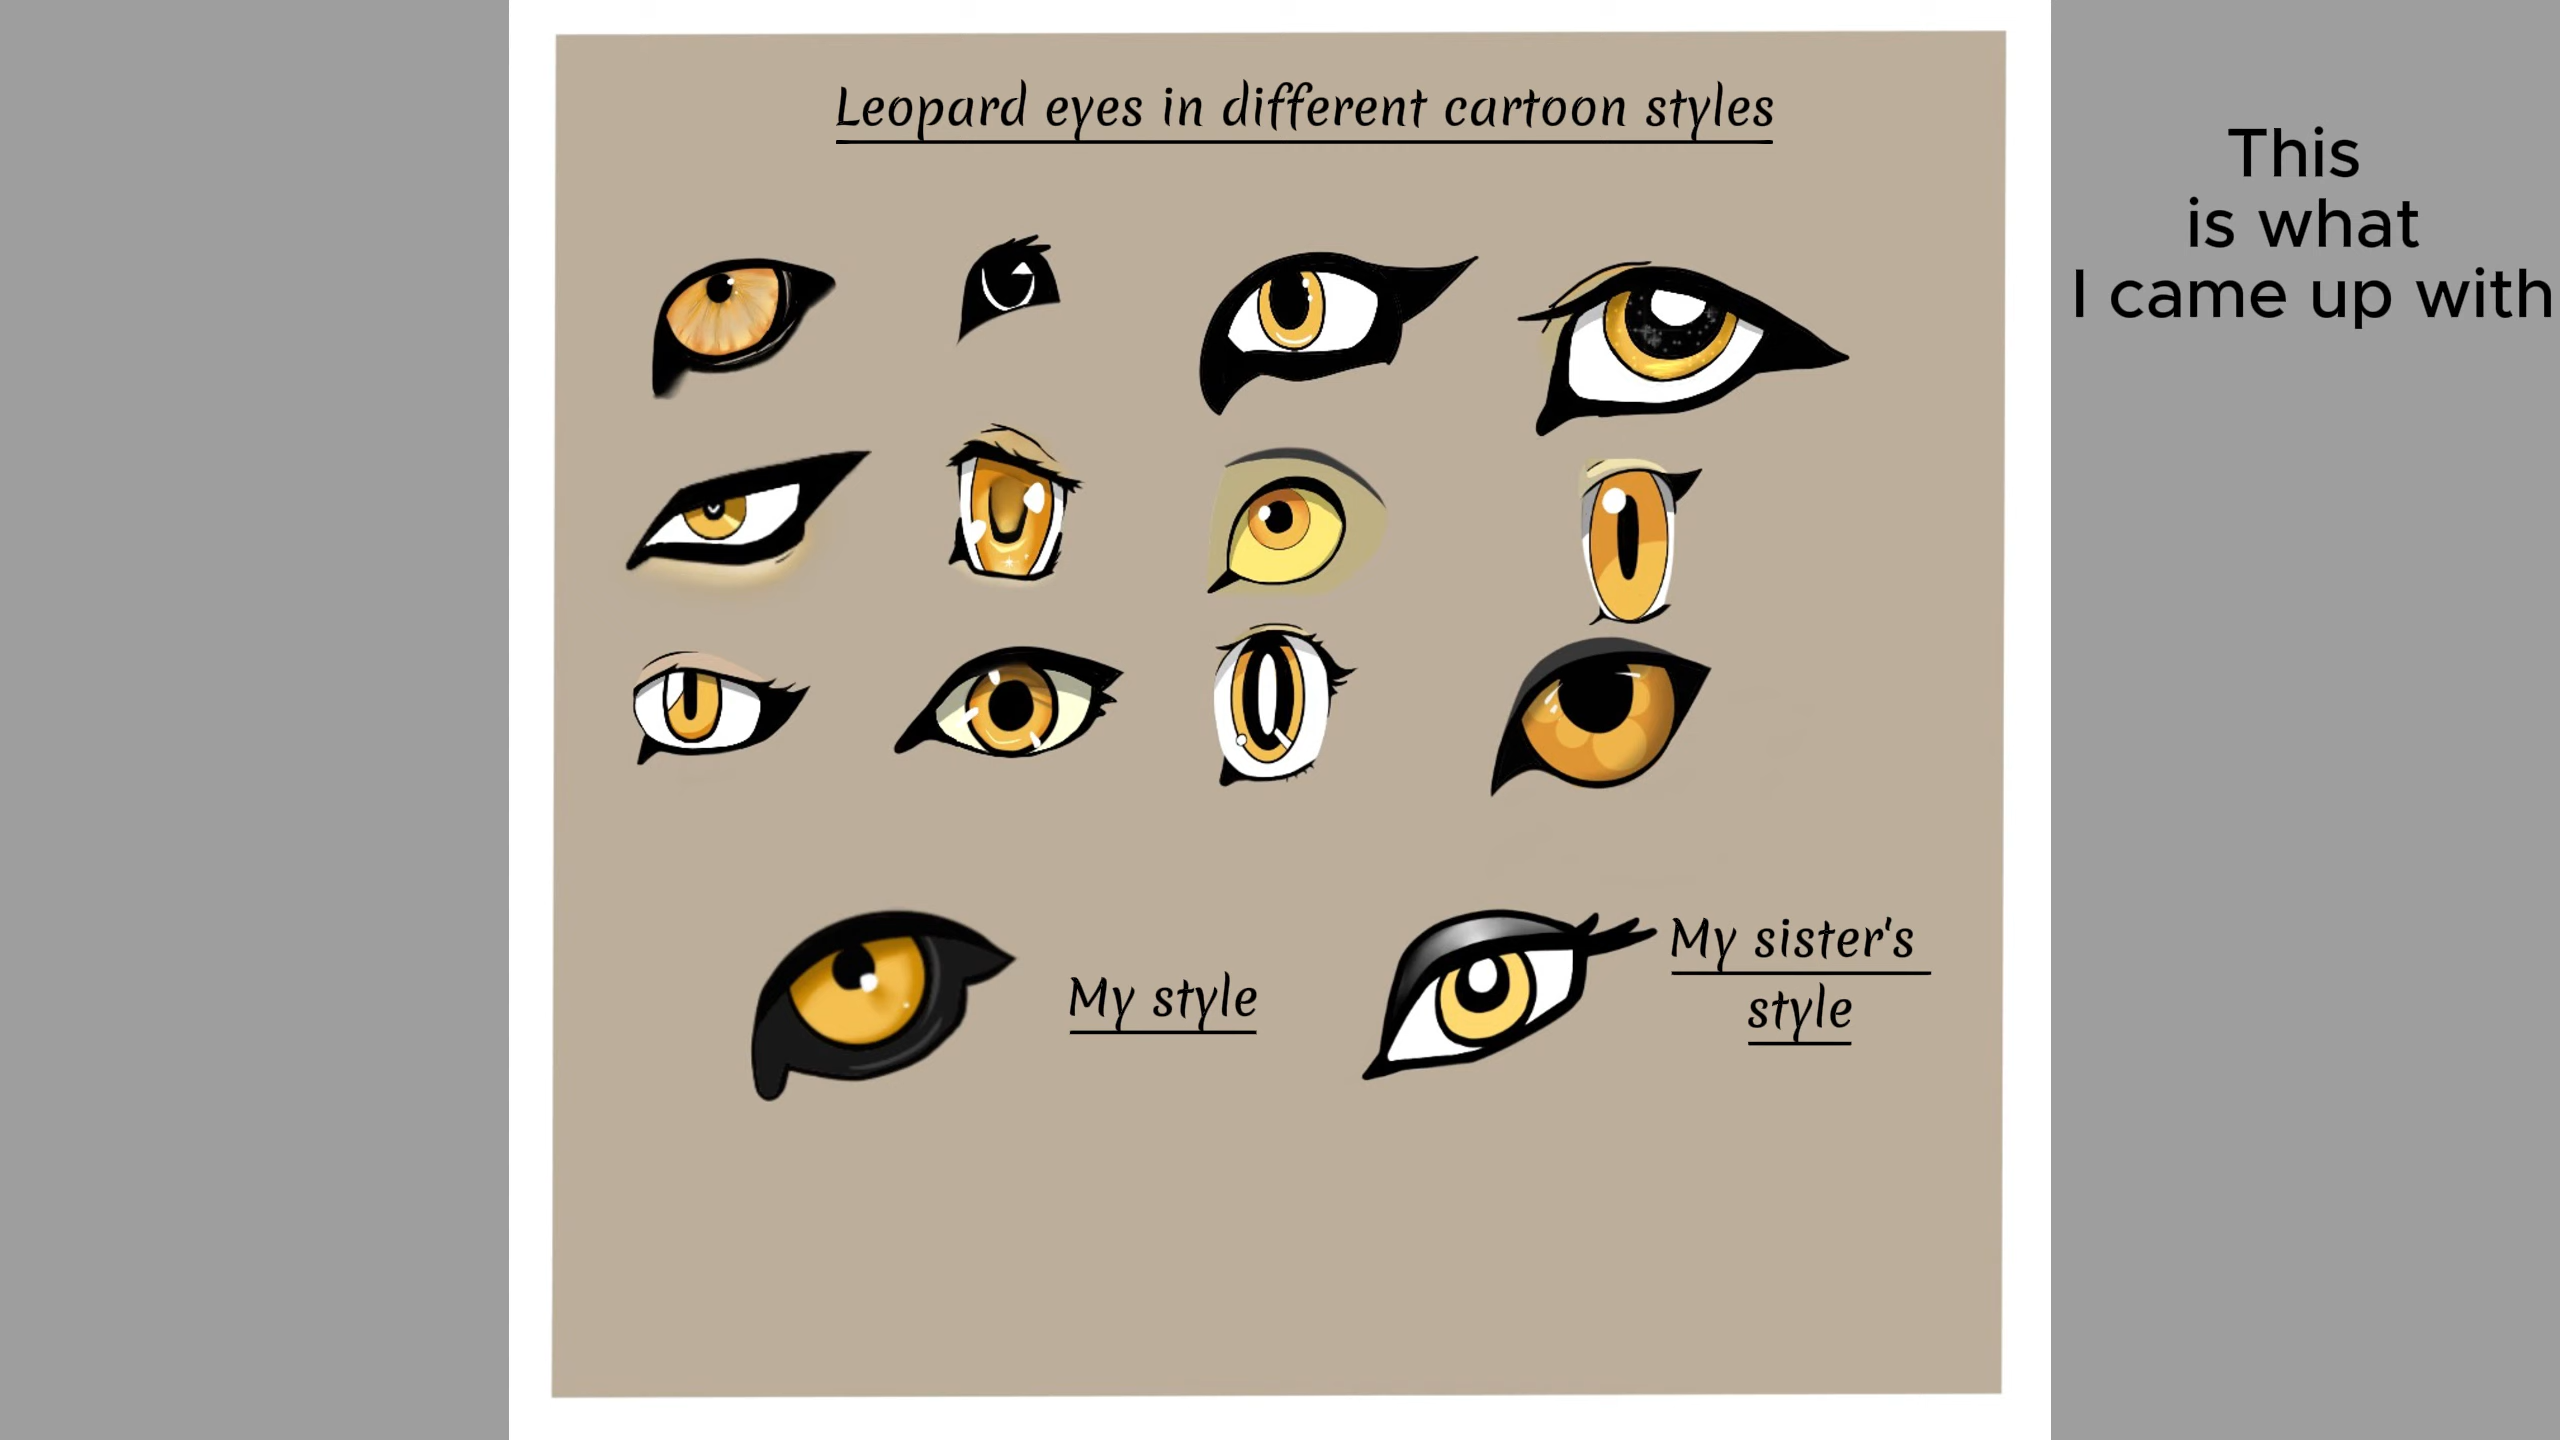 Leopard eyes in different cartoon styles
This
is what
I came up with
My style
My sister's
style